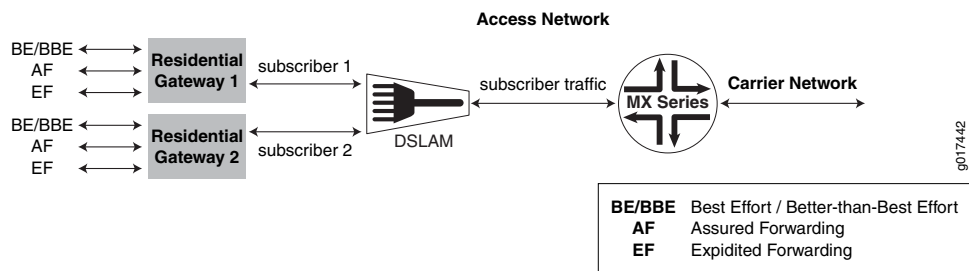 Access Network
BE/BBE
AF
EF
Residential
Gateway 1
subscriber 1
BE/BBE
AF
EF
Residential
Gateway 2
subscriber 2
DSLAM
subscriber traffic
MX Series
Carrier Network
g017442
BE/BBE Best Effort / Better-than-Best Effort
AF Assured Forwarding
EF Expidited Forwarding